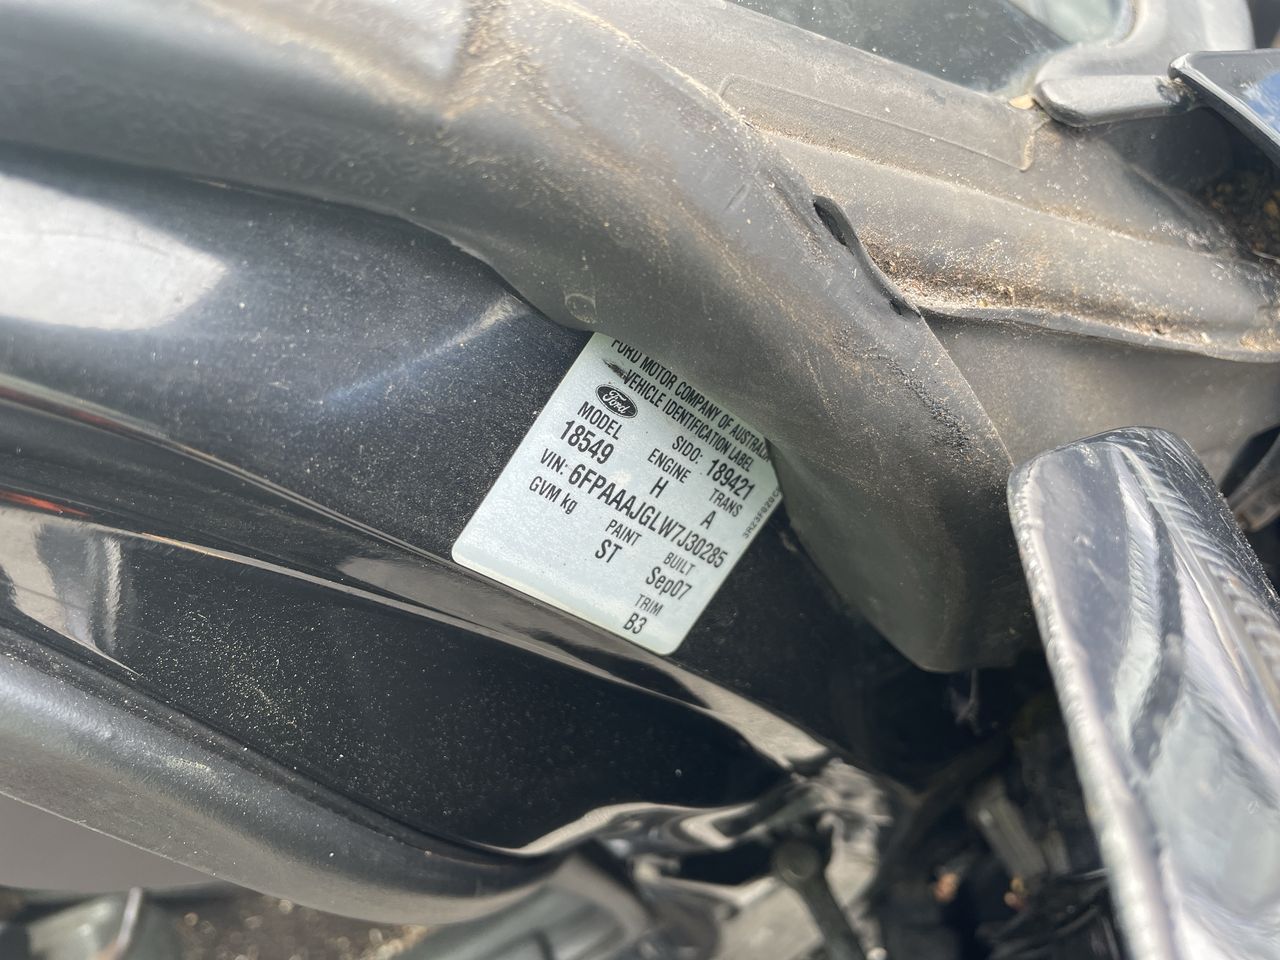 FORD MOTOR COMPANY OF AUSTRALIA
VEHICLE IDENTIFICATION LABEL
Ford
SIDO: 189421
MODEL ENGINE TRANS
18549 H A
VIN: 6FPAAAJGLW7J30285
GVM kg PAINT BUILT TRIM
ST Sep07 B3